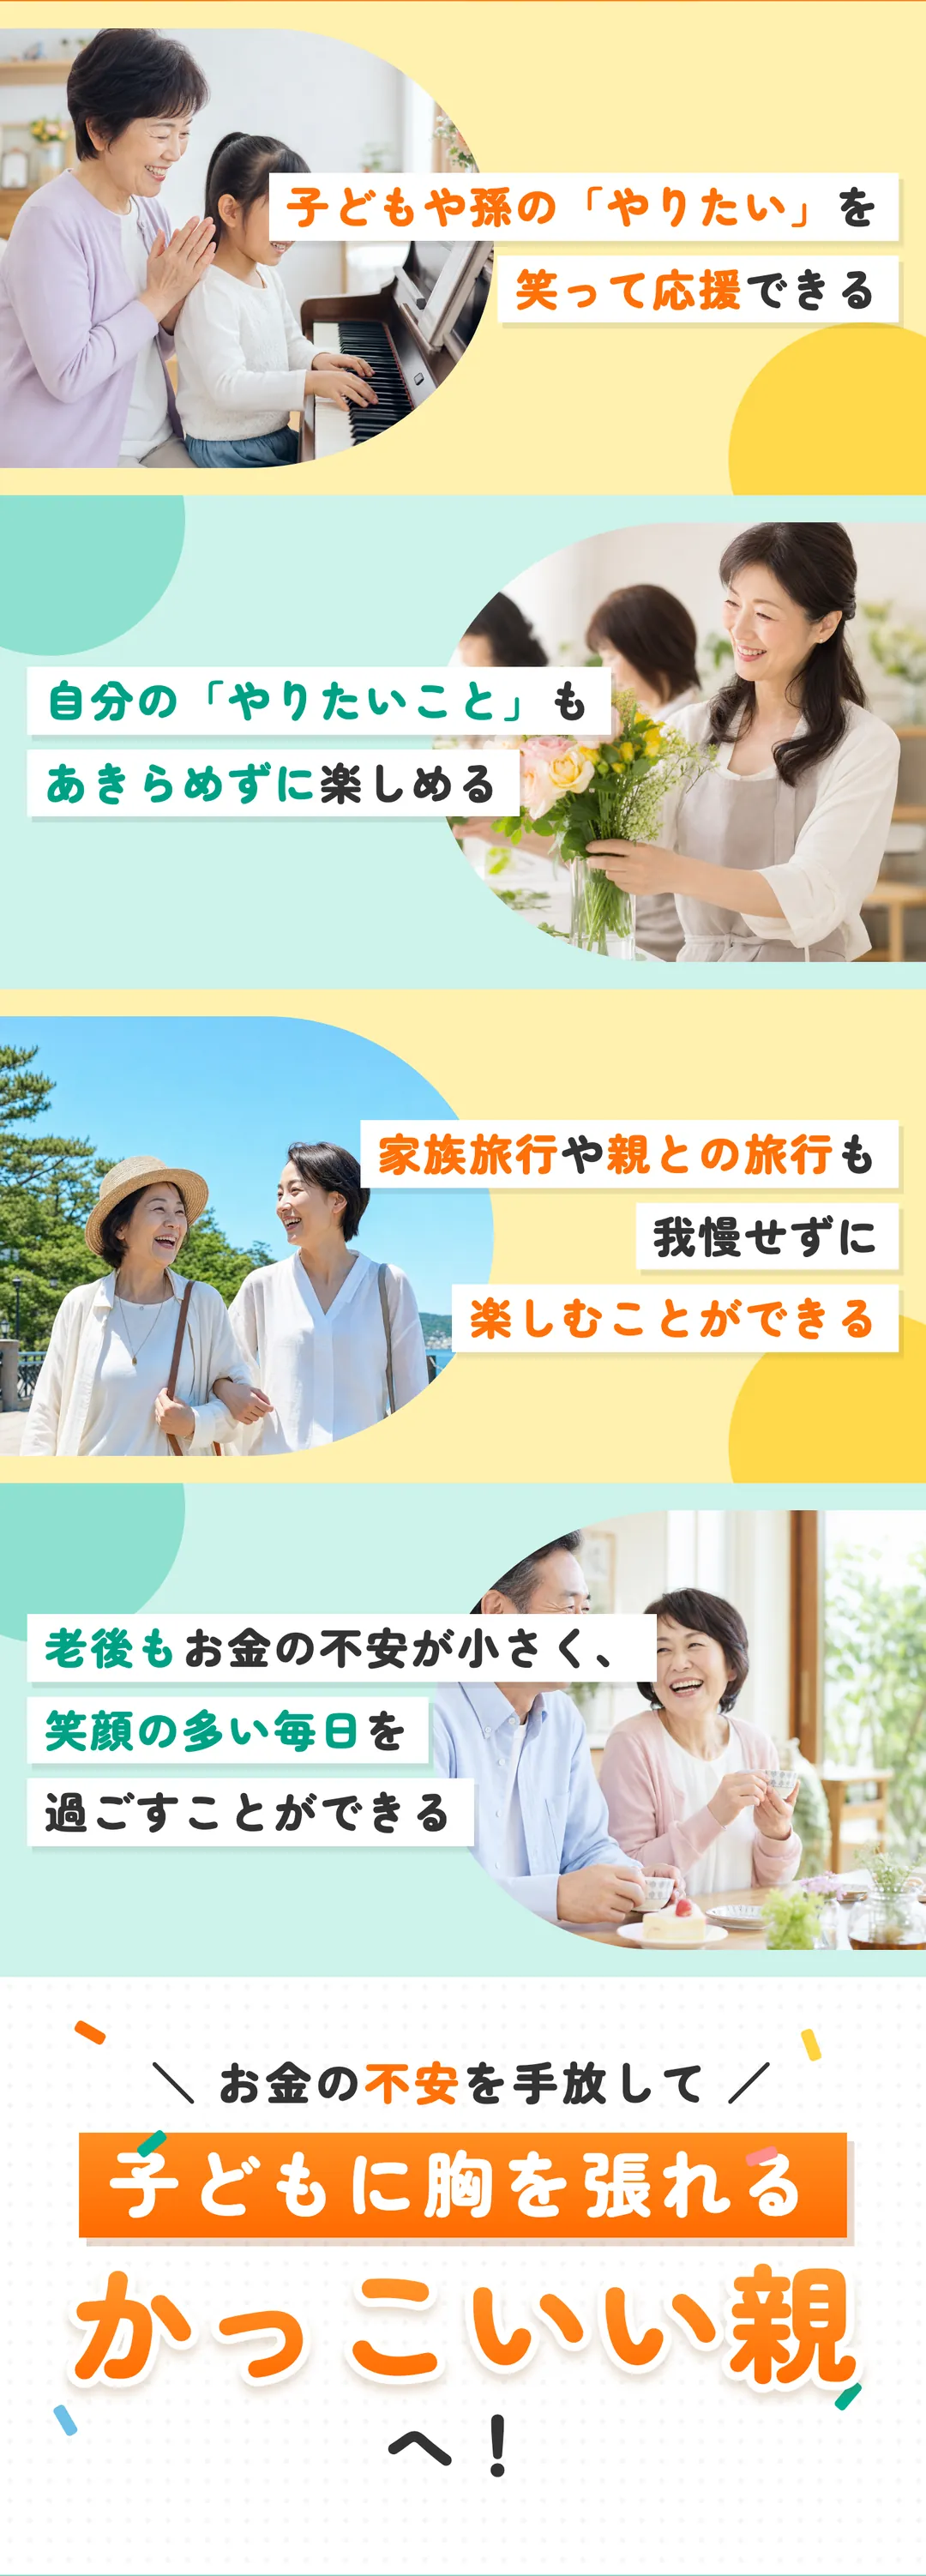 子どもや孫の「やりたい」を
笑って応援できる
自分の「やりたいこと」も
あきらめずに楽しめる
家族旅行や親との旅行も
我慢せずに
楽しむことができる
老後もお金の不安が小さく、
笑顔の多い毎日を
過ごすことができる
＼ お金の不安を手放して ／
子どもに胸を張れる
かっこいい親
へ！